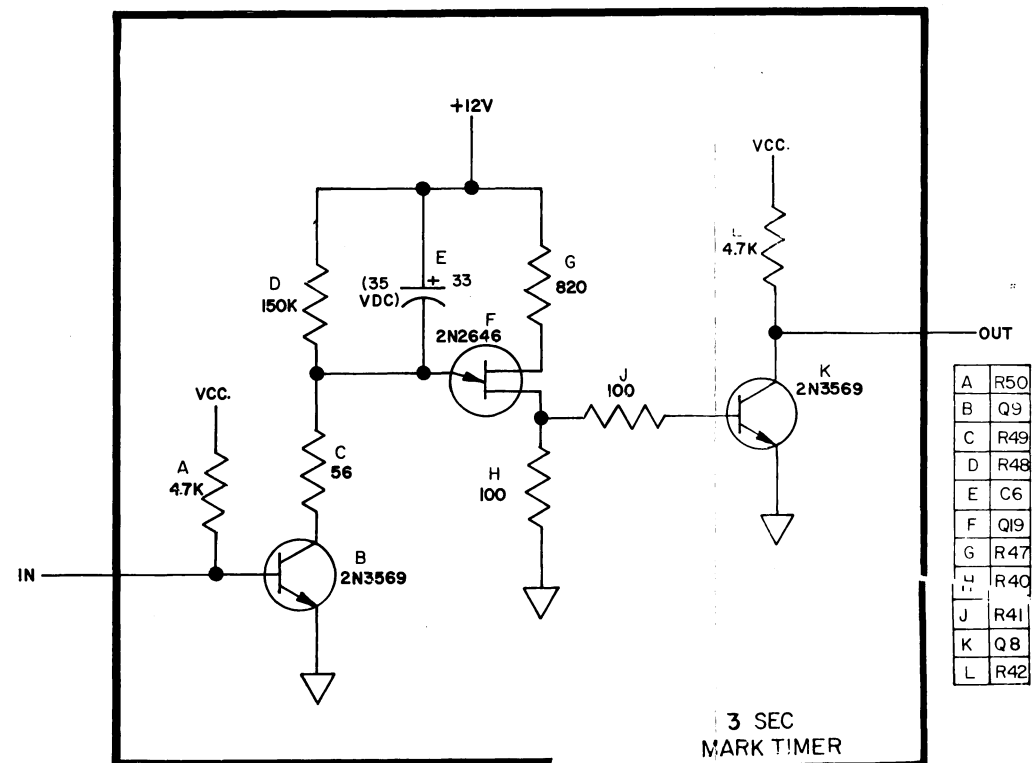 +12V
VCC.
L
4.7K
E
(35 + 33
VDC)
D
150K
G
820
F
2N2646
OUT
K
2N3569
J
100
VCC.
A
4.7K
C
56
H
100
B
2N3569
IN
A R50
B Q9
C R49
D R48
E C6
F Q19
G R47
H R40
J R41
K Q8
L R42
3 SEC
MARK TIMER